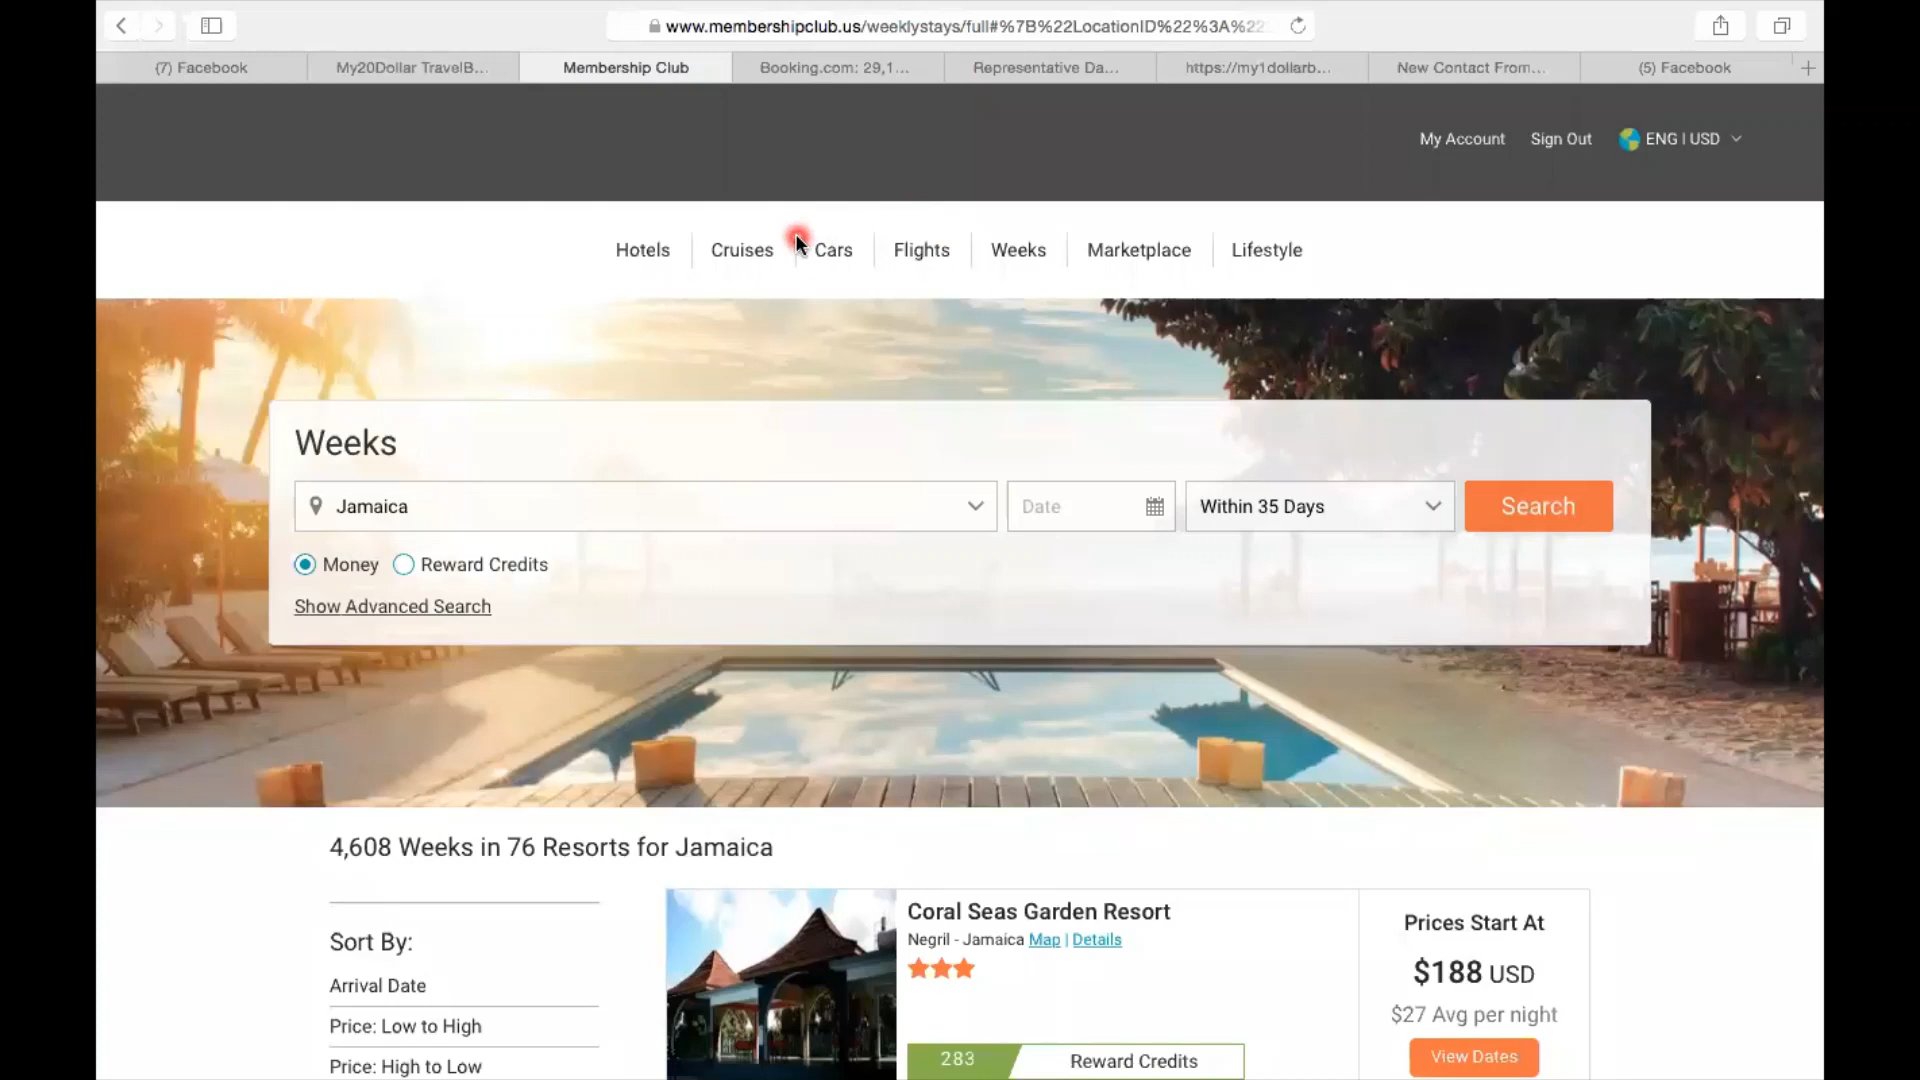 www.membershipclub.us/weeklystays/full#%7B%22LocationID%22%3A%22
(7) Facebook
My20Dollar TravelB...
Membership Club
Booking.com: 29,1...
Representative Da...
https://my1dollarb...
New Contact From...
(5) Facebook
My Account
Sign Out
ENG | USD
Hotels
Cruises
Cars
Flights
Weeks
Marketplace
Lifestyle
Weeks
Jamaica
Date
Within 35 Days
Search
Money
Reward Credits
Show Advanced Search
4,608 Weeks in 76 Resorts for Jamaica
Sort By:
Arrival Date
Price: Low to High
Price: High to Low
Coral Seas Garden Resort
Negril - Jamaica Map | Details
283 Reward Credits
Prices Start At
$188 USD
$27 Avg per night
View Dates